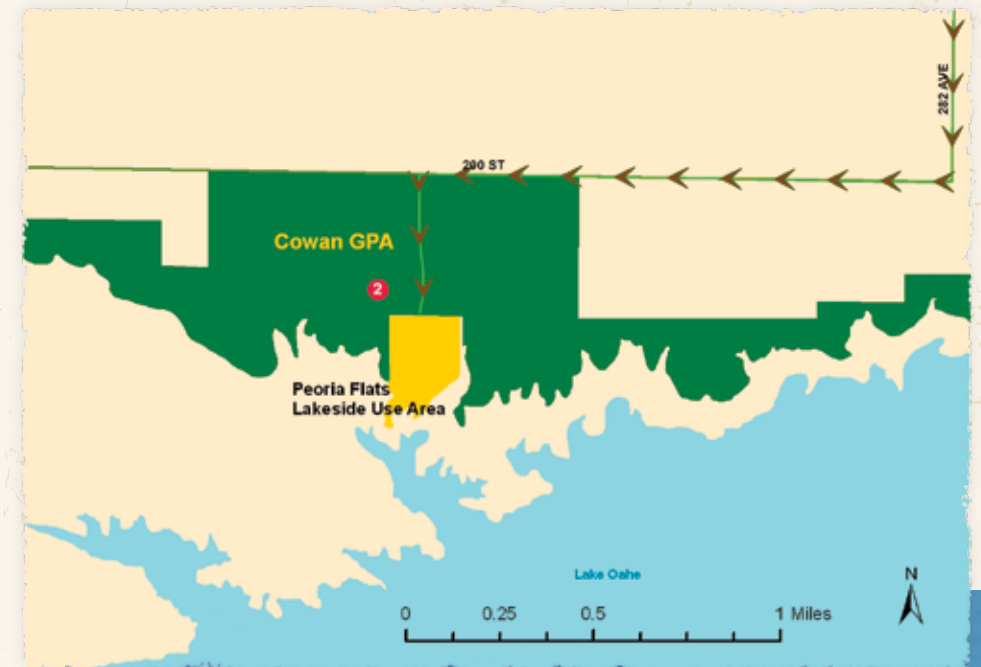 282 AVE
200 ST
Cowan GPA
2
Peoria Flats
Lakeside Use Area
Lake Oahe
N
0 0.25 0.5 1 Miles